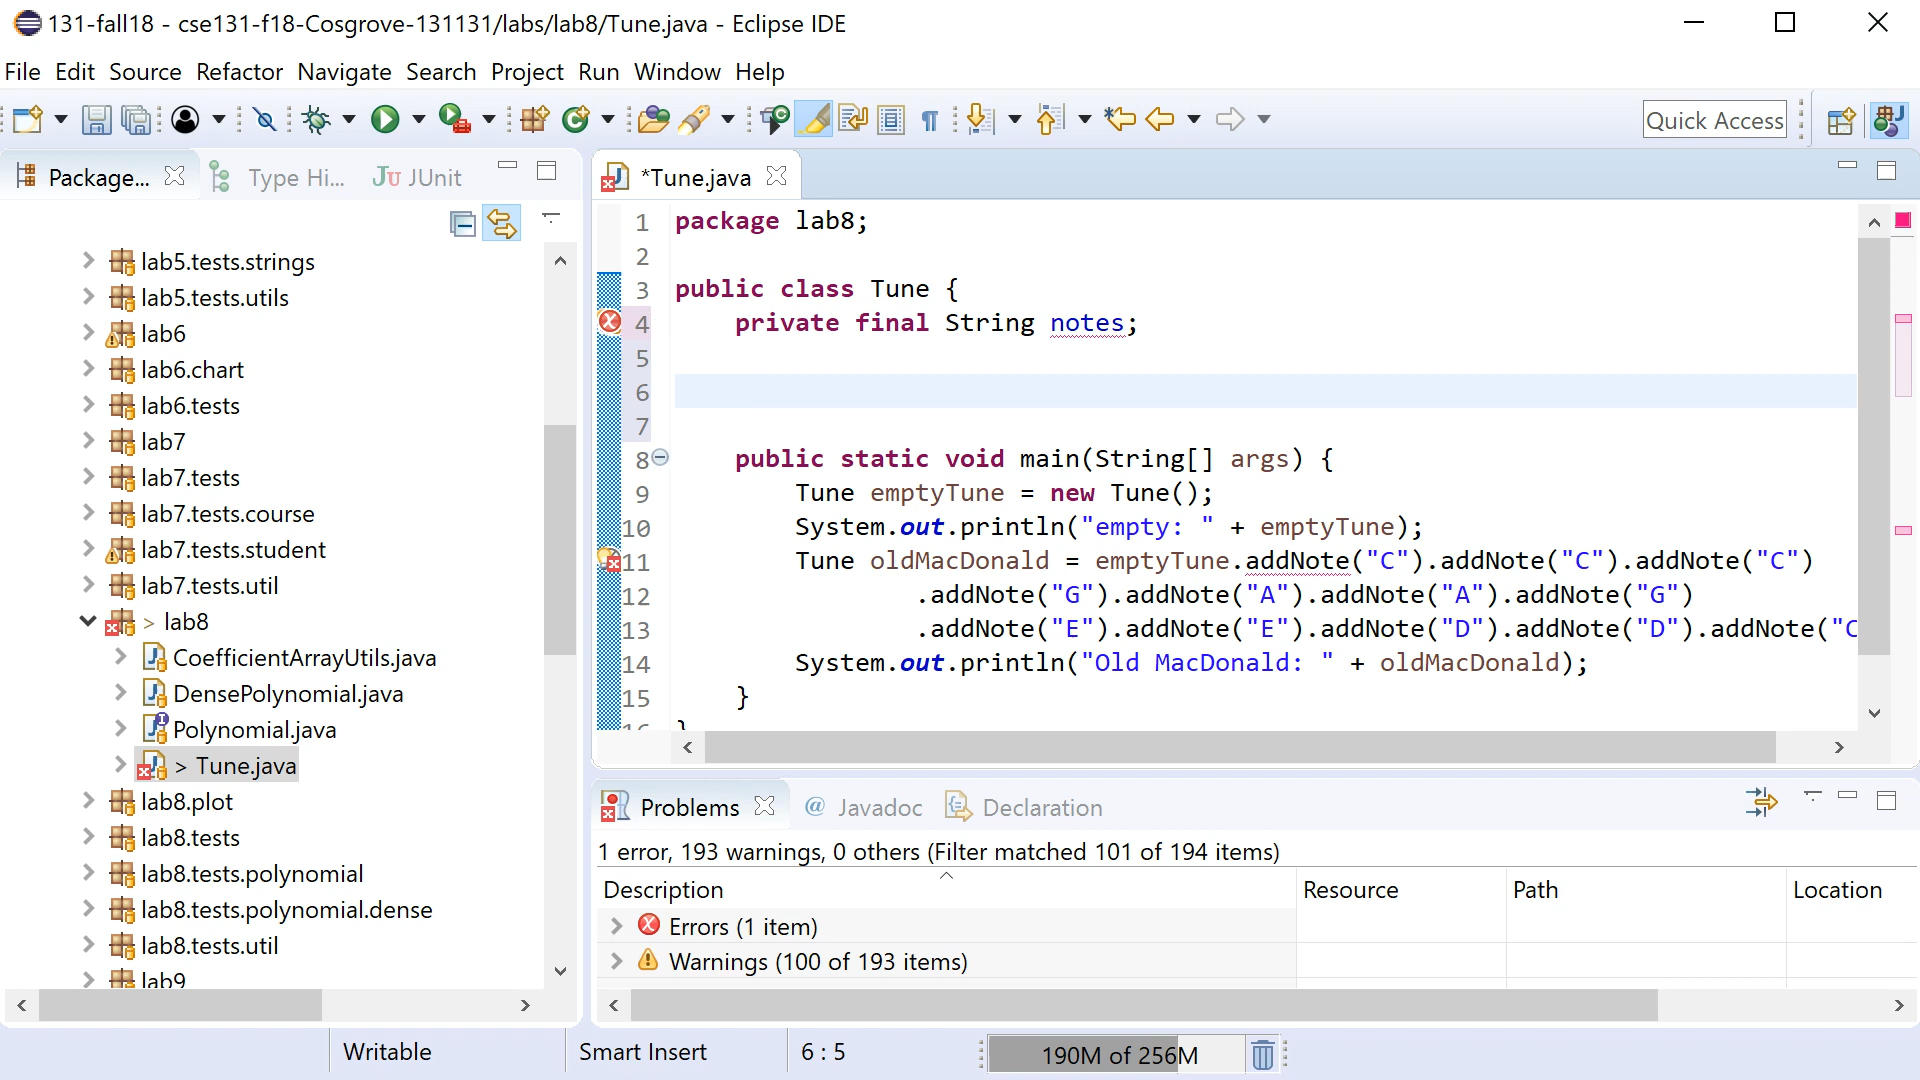 131-fall18 - cse131-f18-Cosgrove-131131/labs/lab8/Tune.java - Eclipse IDE
File Edit Source Refactor Navigate Search Project Run Window Help
Quick Access
Package...
Type Hi...
JUnit
lab5.tests.strings
lab5.tests.utils
lab6
lab6.chart
lab6.tests
lab7
lab7.tests
lab7.tests.course
lab7.tests.student
lab7.tests.util
> lab8
CoefficientArrayUtils.java
DensePolynomial.java
Polynomial.java
> Tune.java
lab8.plot
lab8.tests
lab8.tests.polynomial
lab8.tests.polynomial.dense
lab8.tests.util
lab9
*Tune.java
1 package lab8;
2
3 public class Tune {
4 private final String notes;
5
6
7
8 public static void main(String[] args) {
9 Tune emptyTune = new Tune();
10 System.out.println("empty: " + emptyTune);
11 Tune oldMacDonald = emptyTune.addNote("C").addNote("C").addNote("C")
12 .addNote("G").addNote("A").addNote("A").addNote("G")
13 .addNote("E").addNote("E").addNote("D").addNote("D").addNote("C
14 System.out.println("Old MacDonald: " + oldMacDonald);
15 }
16 }
Problems
@ Javadoc
Declaration
1 error, 193 warnings, 0 others (Filter matched 101 of 194 items)
Description Resource Path Location
Errors (1 item)
Warnings (100 of 193 items)
Writable
Smart Insert
6 : 5
190M of 256M